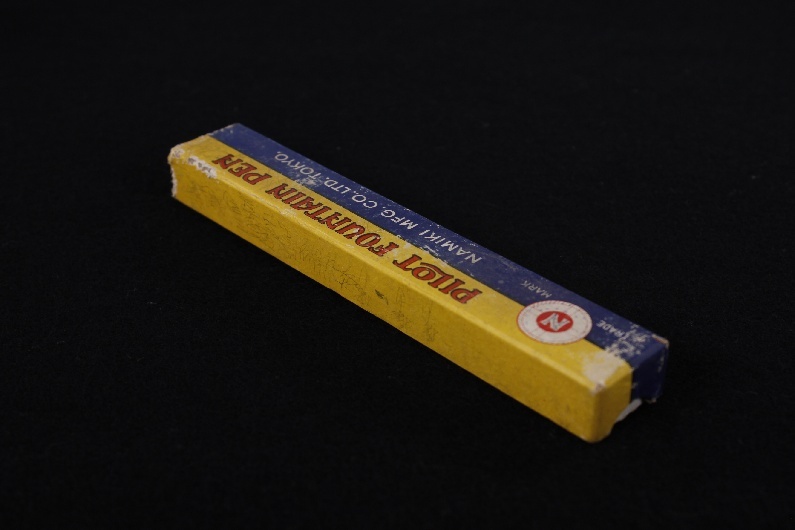 TRADE MARK
N
PILOT FOUNTAIN PEN
NAMIKI MFG. CO., LTD. TOKYO.